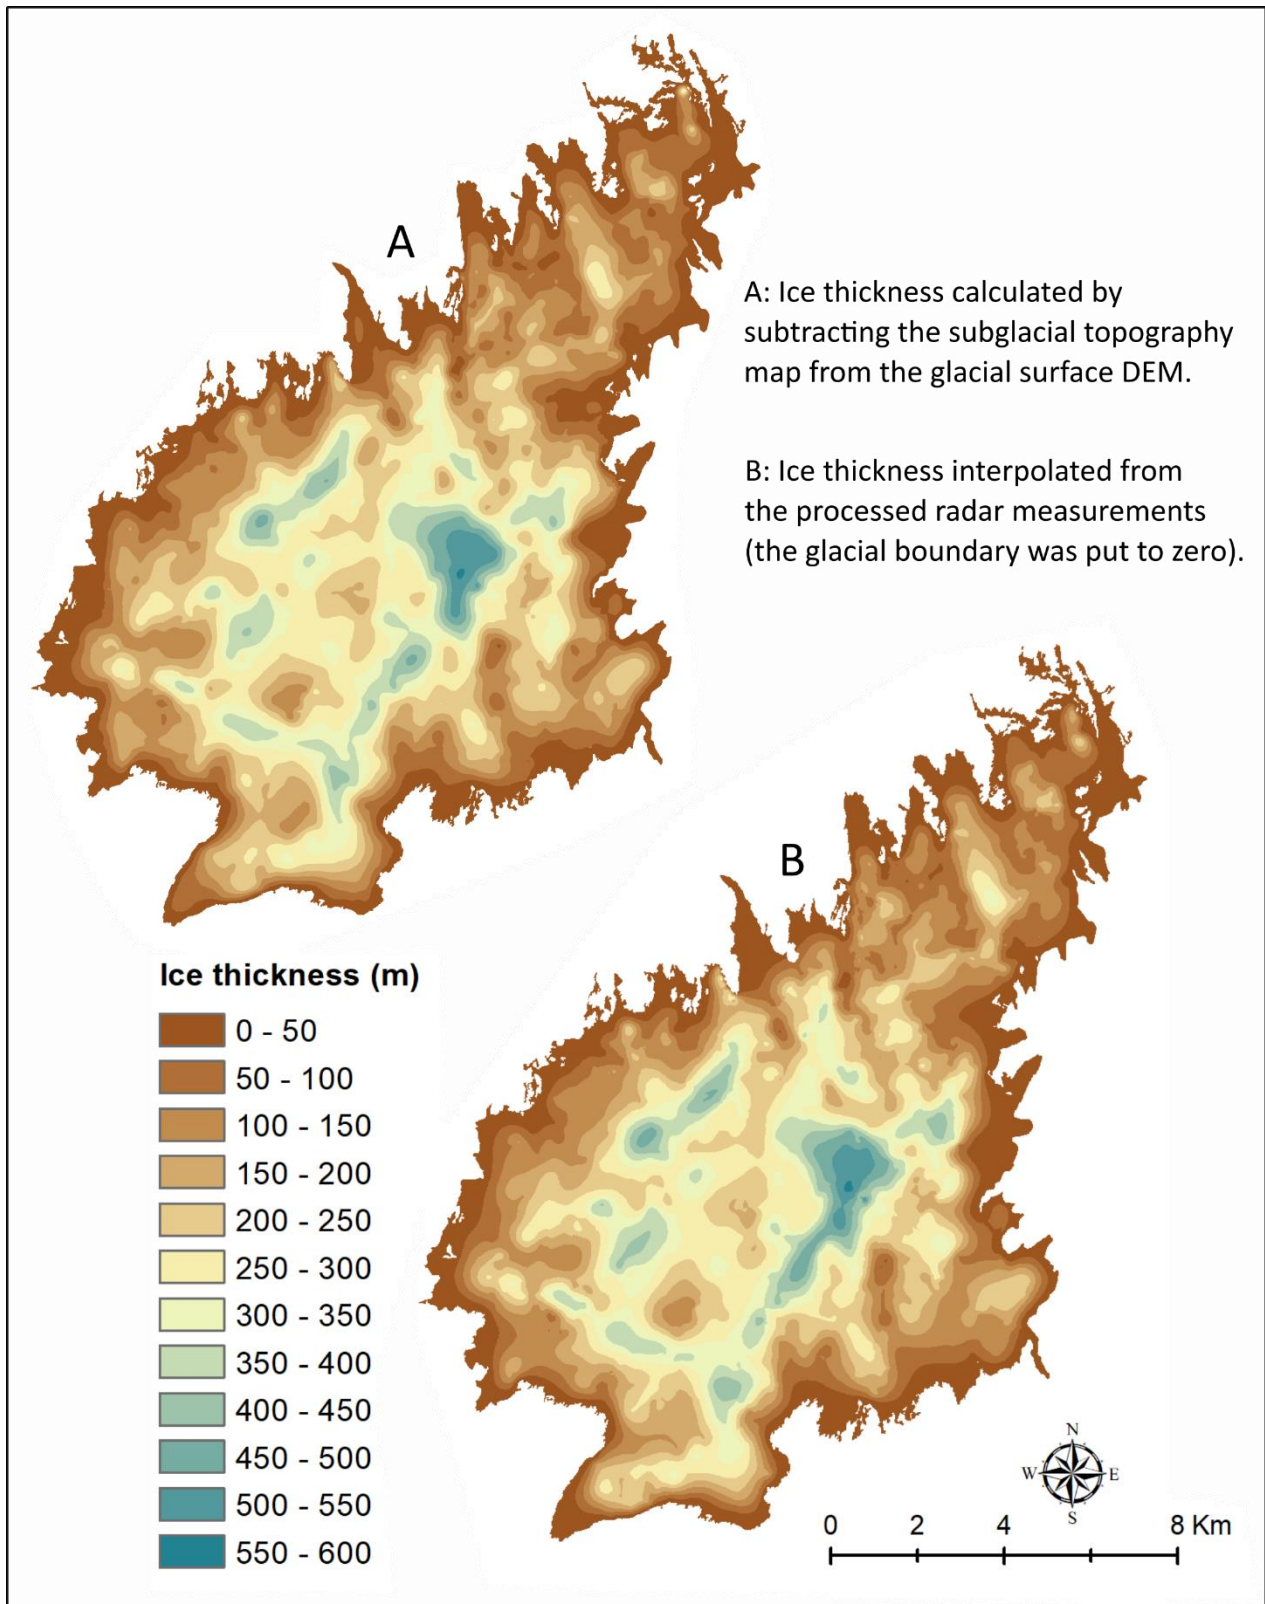 A
A: Ice thickness calculated by
subtracting the subglacial topography
map from the glacial surface DEM.
B: Ice thickness interpolated from
the processed radar measurements
(the glacial boundary was put to zero).
B
Ice thickness (m)
0 - 50
50 - 100
100 - 150
150 - 200
200 - 250
250 - 300
300 - 350
350 - 400
400 - 450
450 - 500
500 - 550
550 - 600
N
W E
S
0 2 4 8 Km